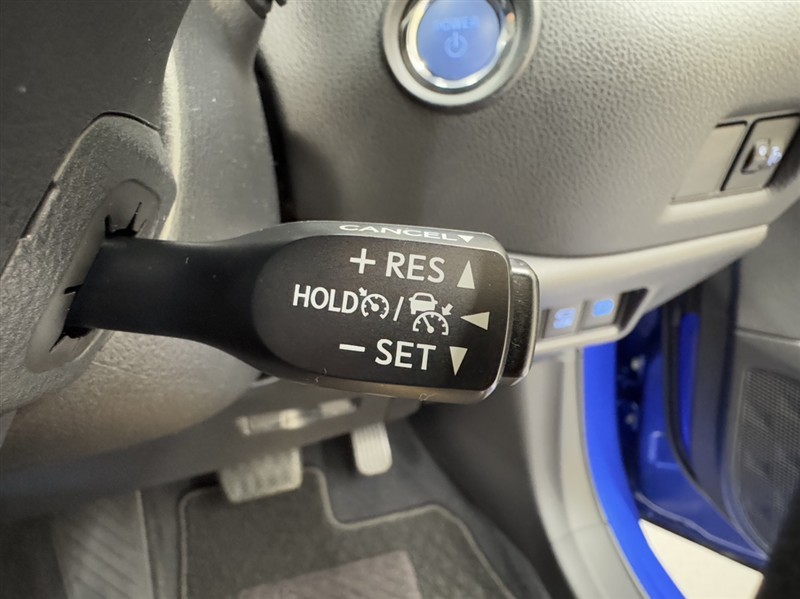 POWER
CANCEL▼
+ RES ▲
HOLD / ◀
− SET ▼